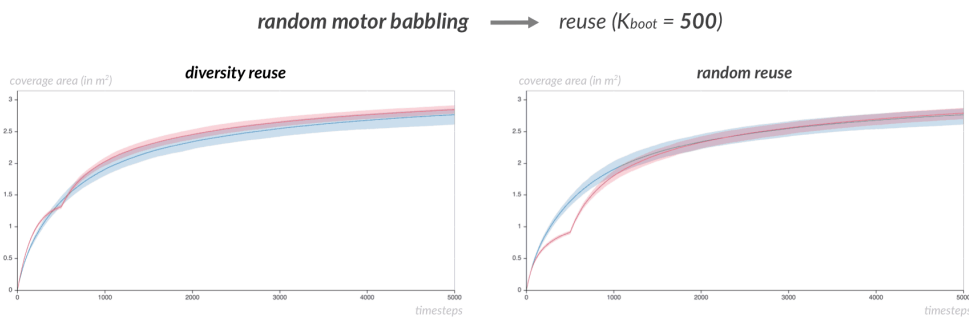 random motor babbling → reuse (Kboot = 500)
diversity reuse
random reuse
coverage area (in m²)
3
2.5
2
1.5
1
0.5
0
0 1000 2000 3000 4000 5000
timesteps
coverage area (in m²)
3
2.5
2
1.5
1
0.5
0
0 1000 2000 3000 4000 5000
timesteps